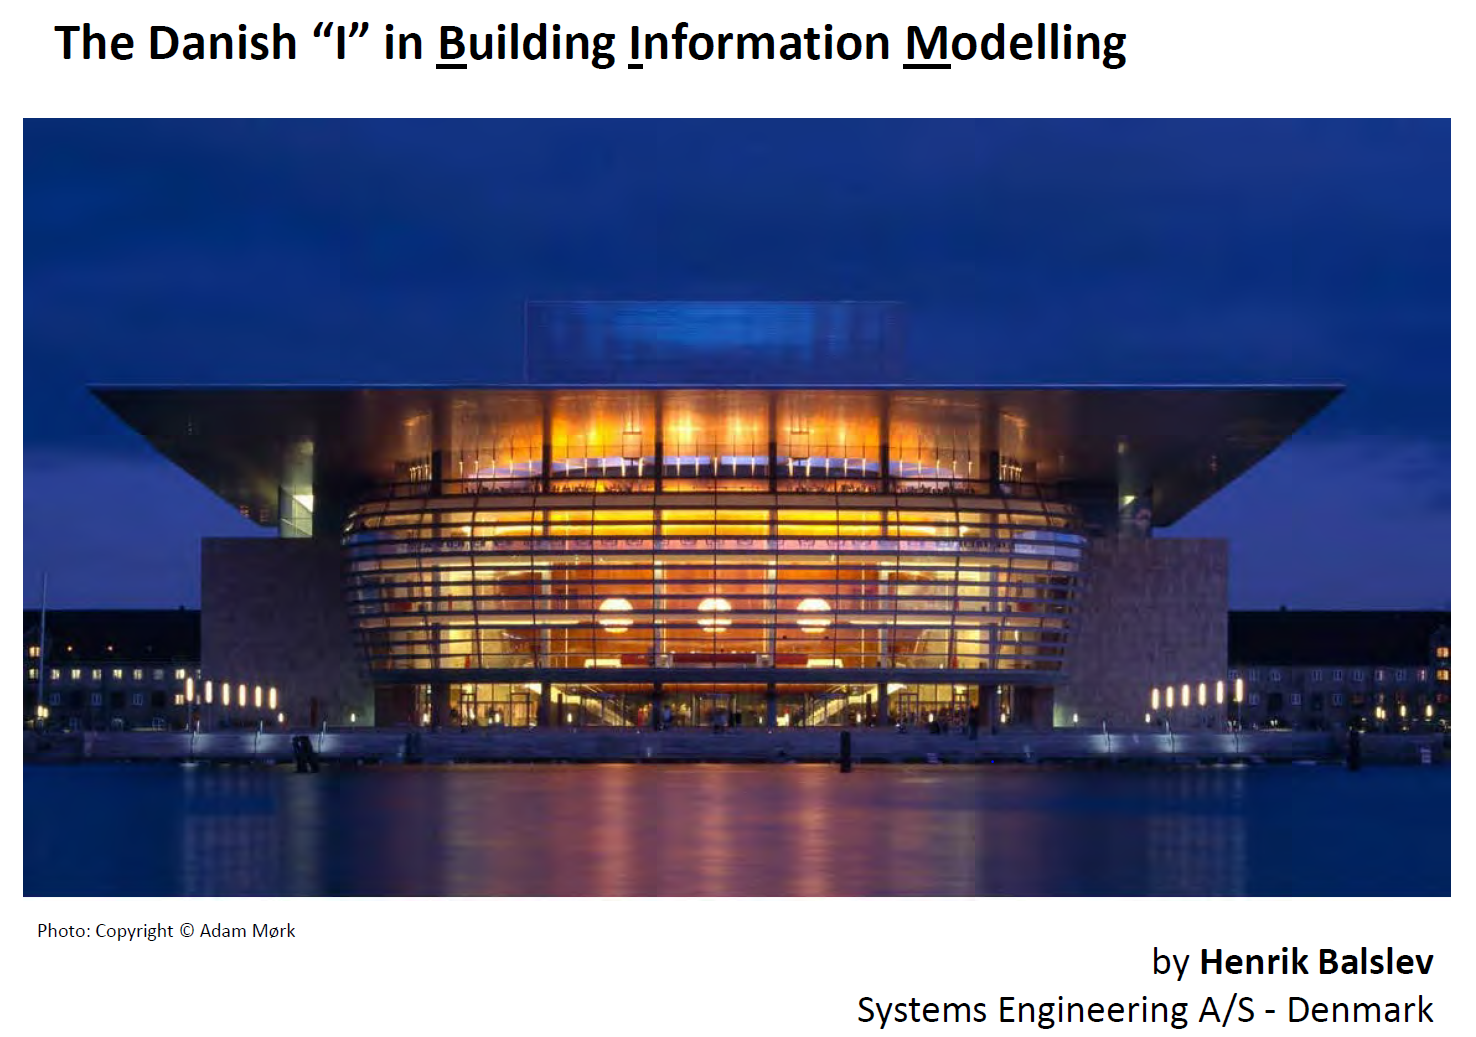 The Danish “I” in Building Information Modelling
Photo: Copyright © Adam Mørk
by Henrik Balslev
Systems Engineering A/S - Denmark